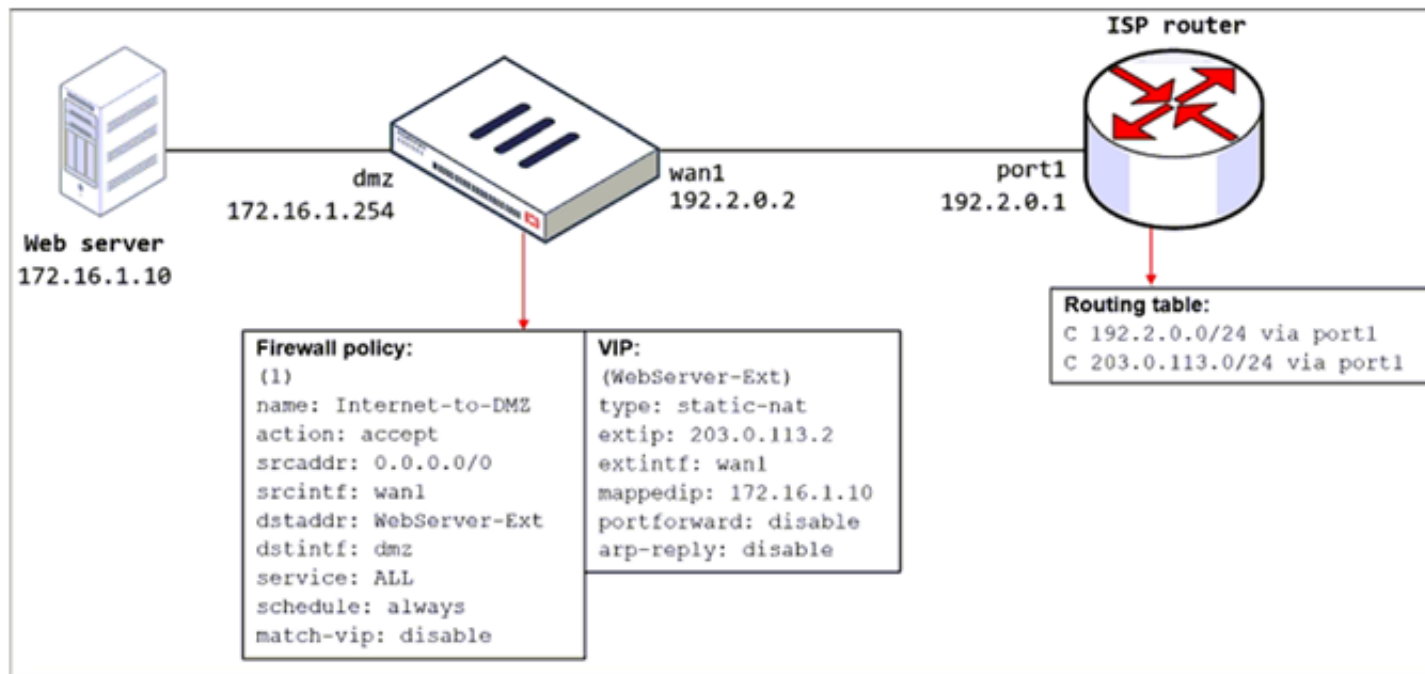 ISP router
dmz
172.16.1.254
wan1
192.2.0.2
port1
192.2.0.1
Web server
172.16.1.10
Firewall policy:
(1)
name: Internet-to-DMZ
action: accept
srcaddr: 0.0.0.0/0
srcintf: wan1
dstaddr: WebServer-Ext
dstintf: dmz
service: ALL
schedule: always
match-vip: disable
VIP:
(WebServer-Ext)
type: static-nat
extip: 203.0.113.2
extintf: wan1
mappedip: 172.16.1.10
portforward: disable
arp-reply: disable
Routing table:
C 192.2.0.0/24 via port1
C 203.0.113.0/24 via port1